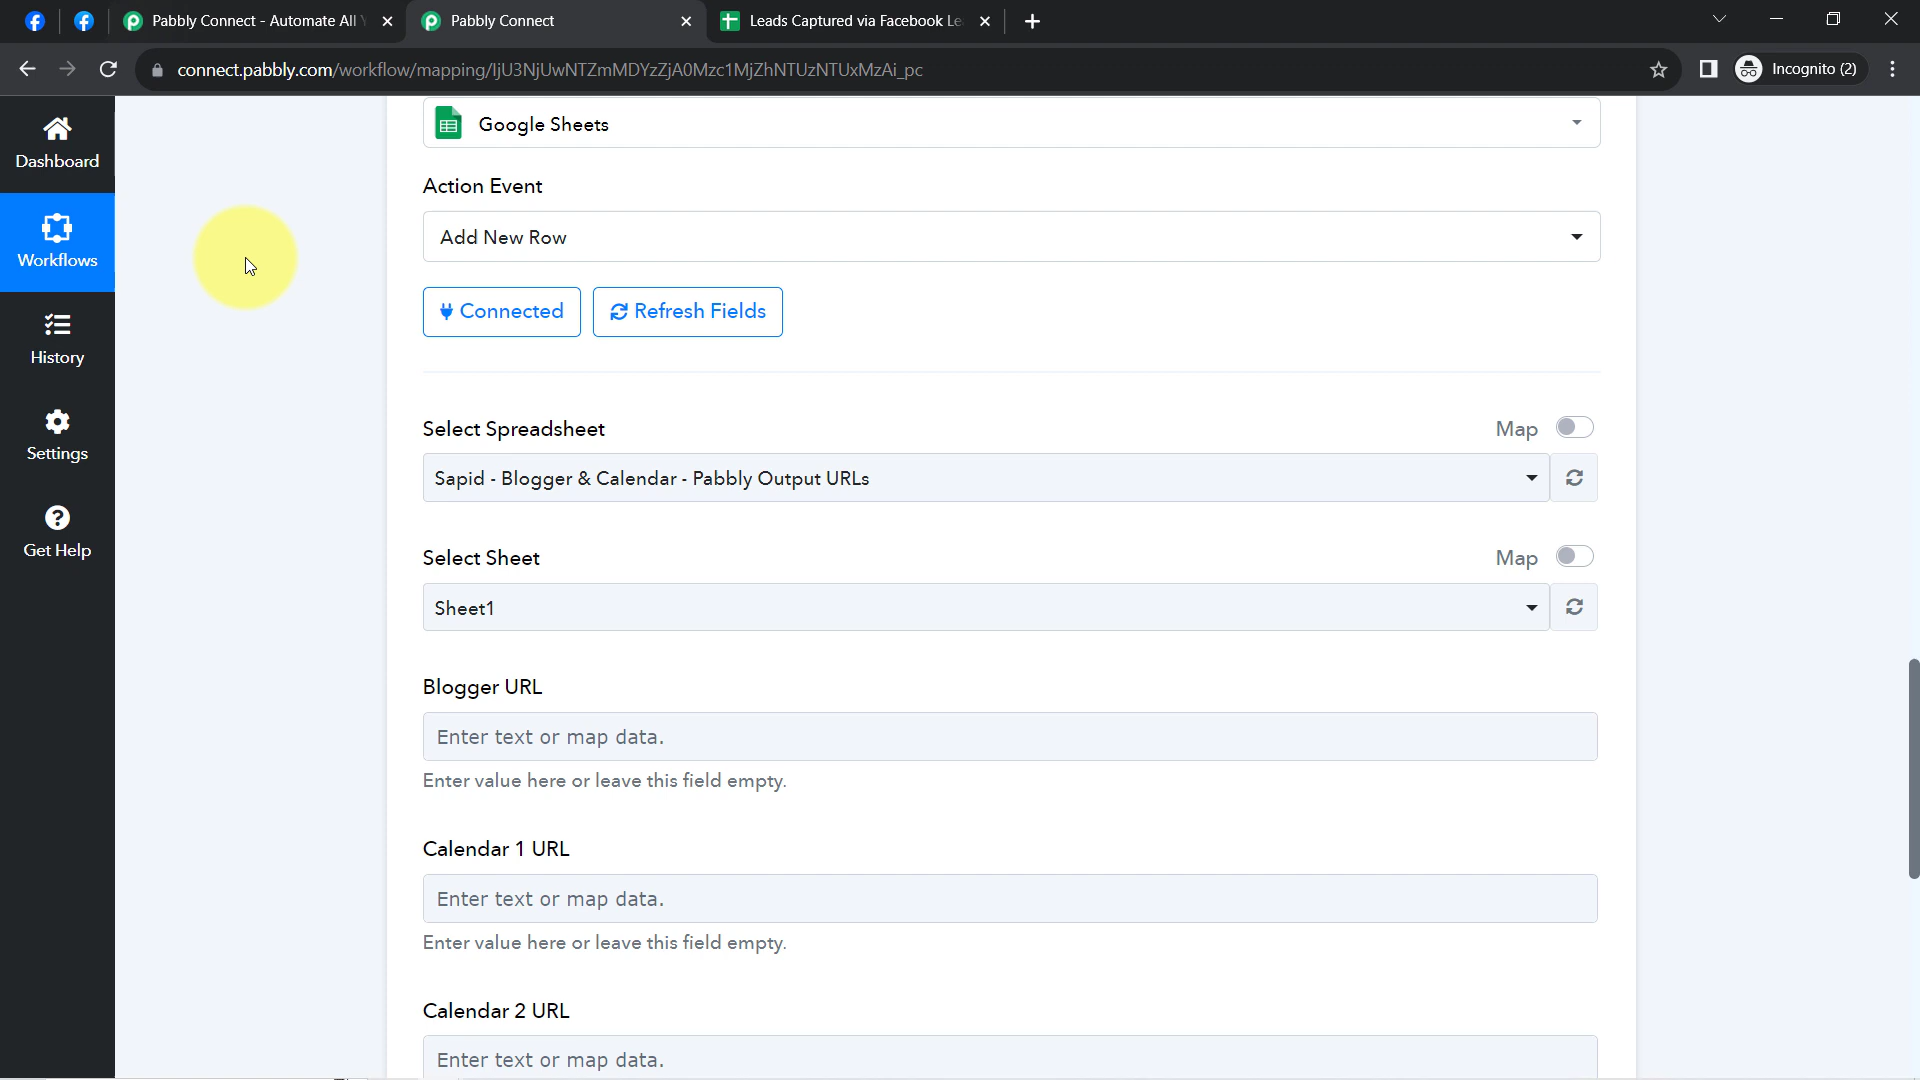 Pabbly Connect - Automate All Y
Pabbly Connect
Leads Captured via Facebook Le
connect.pabbly.com/workflow/mapping/IjU3NjUwNTZmMDYzZjA0Mzc1MjZhNTUzNTUxMzAi_pc
Incognito (2)
Dashboard
Workflows
History
Settings
Get Help
Google Sheets
Action Event
Add New Row
Connected
Refresh Fields
Select Spreadsheet
Map
Sapid - Blogger & Calendar - Pabbly Output URLs
Select Sheet
Map
Sheet1
Blogger URL
Enter text or map data.
Enter value here or leave this field empty.
Calendar 1 URL
Enter text or map data.
Enter value here or leave this field empty.
Calendar 2 URL
Enter text or map data.